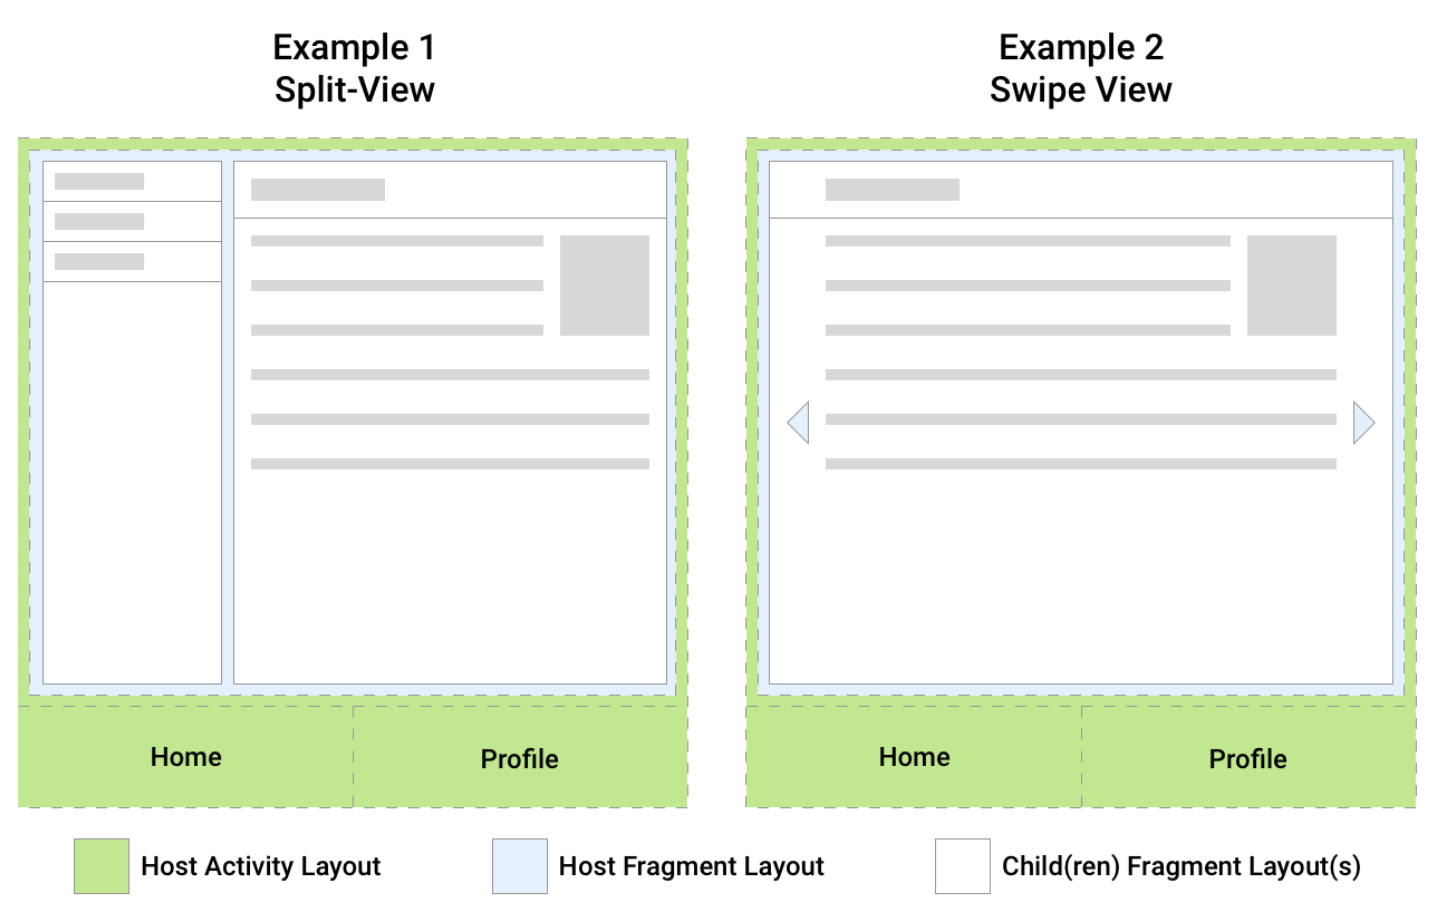 Example 1
Split-View
Example 2
Swipe View
Home
Profile
Home
Profile
Host Activity Layout
Host Fragment Layout
Child(ren) Fragment Layout(s)